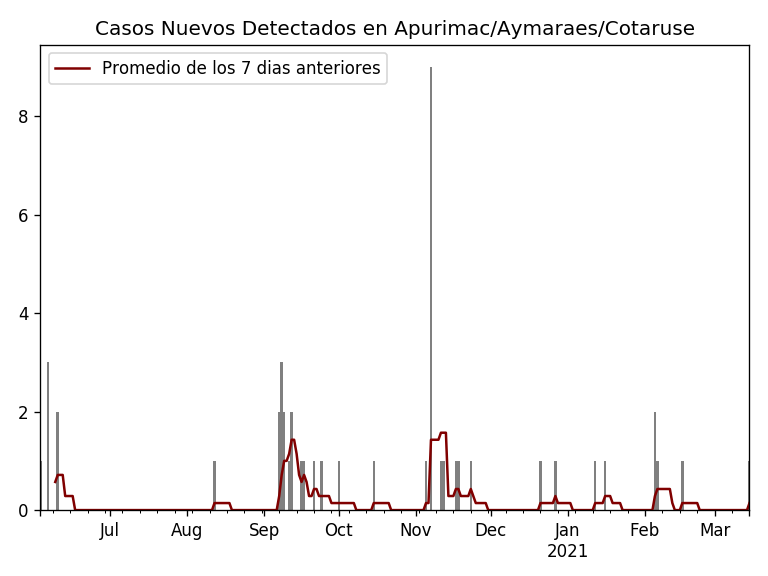 Casos Nuevos Detectados en Apurimac/Aymaraes/Cotaruse
Promedio de los 7 dias anteriores
8
6
4
2
0
Jul Aug Sep Oct Nov Dec Jan Feb Mar
2021